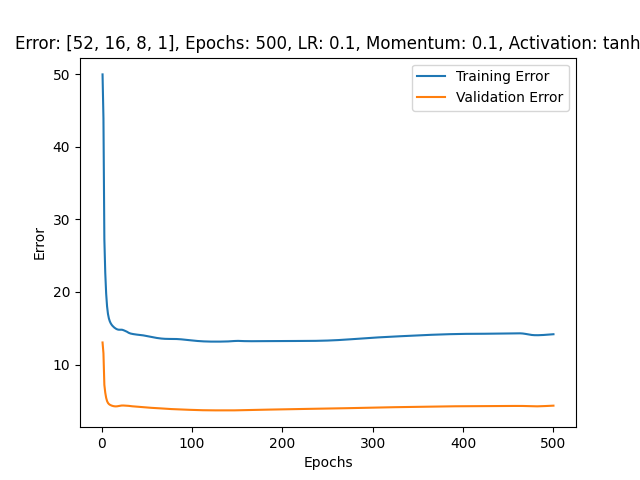 Error: [52, 16, 8, 1], Epochs: 500, LR: 0.1, Momentum: 0.1, Activation: tanh
50
40
30
20
10
Error
Training Error
Validation Error
0
100
200
300
400
500
Epochs